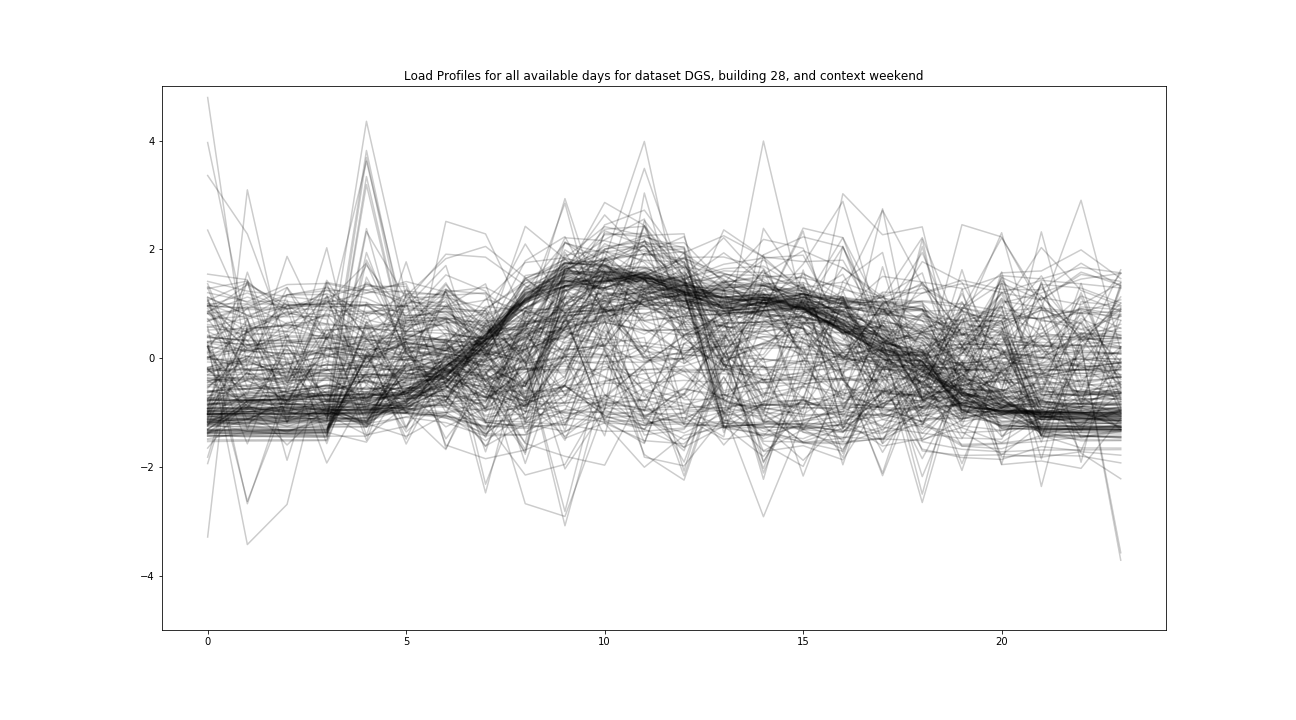 Load Profiles for all available days for dataset DGS, building 28, and context weekend
4
2
0
−2
−4
0 5 10 15 20